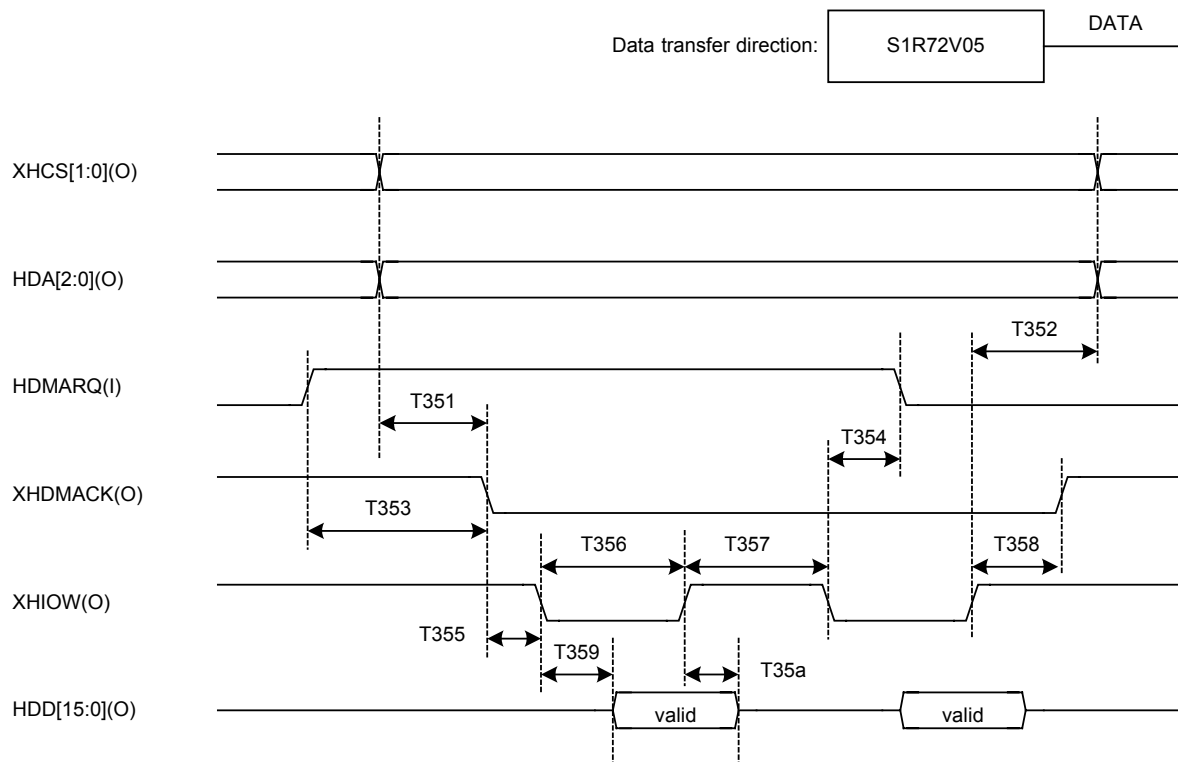 DATA
Data transfer direction: S1R72V05
XHCS[1:0](O)
HDA[2:0](O)
T352
HDMARQ(I)
T351
T354
XHDMACK(O)
T353
T356 T357 T358
XHIOW(O)
T355 T359 T35a
HDD[15:0](O) valid valid